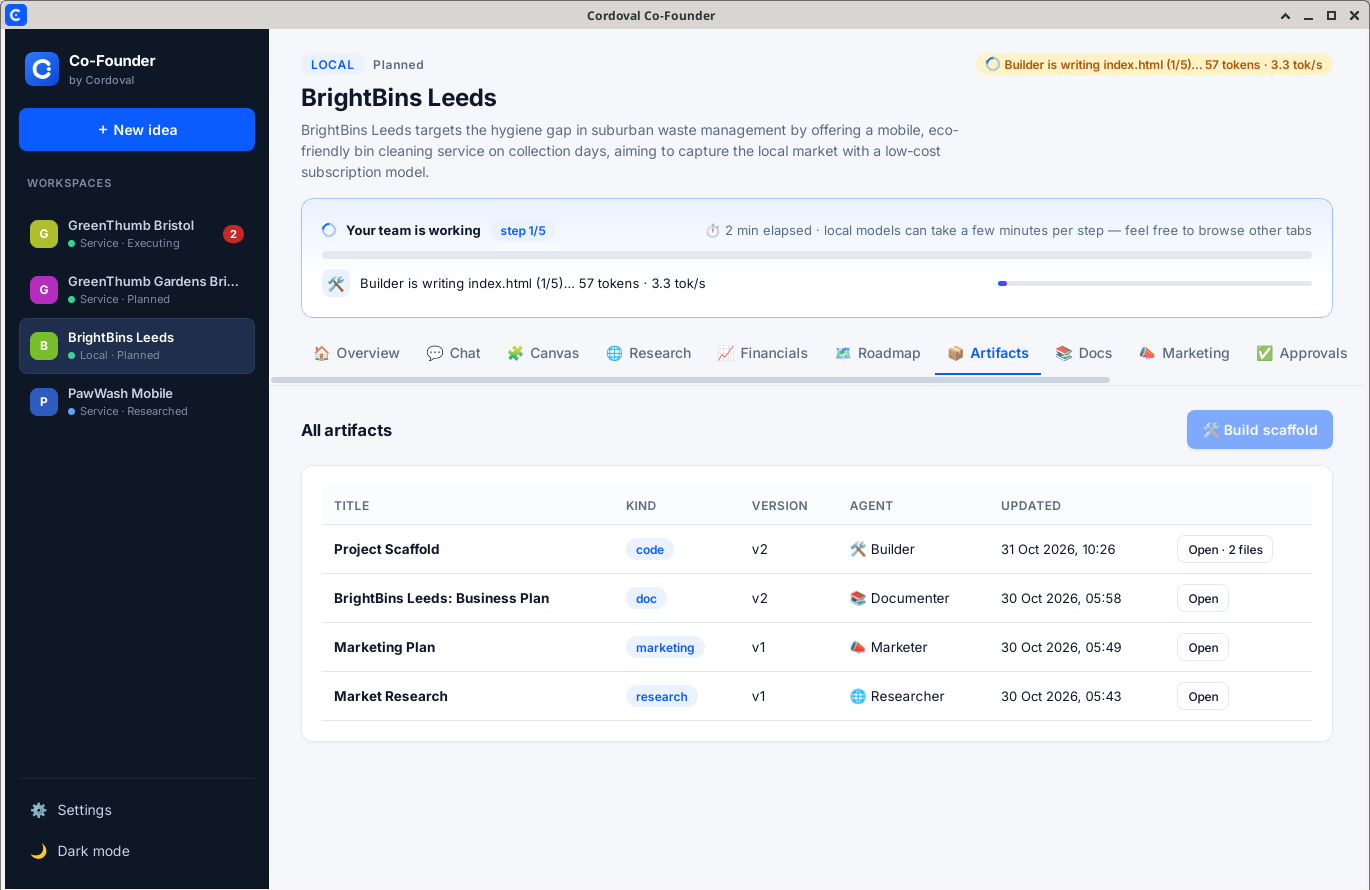 Cordoval Co-Founder
Co-Founder
by Cordoval
+ New idea
WORKSPACES
G
GreenThumb Bristol
Service · Executing
2
G
GreenThumb Gardens Bri...
Service · Planned
B
BrightBins Leeds
Local · Planned
P
PawWash Mobile
Service · Researched
Settings
Dark mode
LOCAL Planned
Builder is writing index.html (1/5)... 57 tokens · 3.3 tok/s
BrightBins Leeds
BrightBins Leeds targets the hygiene gap in suburban waste management by offering a mobile, eco-
friendly bin cleaning service on collection days, aiming to capture the local market with a low-cost
subscription model.
Your team is working step 1/5 2 min elapsed · local models can take a few minutes per step — feel free to browse other tabs
Builder is writing index.html (1/5)... 57 tokens · 3.3 tok/s
Overview Chat Canvas Research Financials Roadmap Artifacts Docs Marketing Approvals
All artifacts
Build scaffold
TITLE KIND VERSION AGENT UPDATED
Project Scaffold code v2 Builder 31 Oct 2026, 10:26 Open · 2 files
BrightBins Leeds: Business Plan doc v2 Documenter 30 Oct 2026, 05:58 Open
Marketing Plan marketing v1 Marketer 30 Oct 2026, 05:49 Open
Market Research research v1 Researcher 30 Oct 2026, 05:43 Open